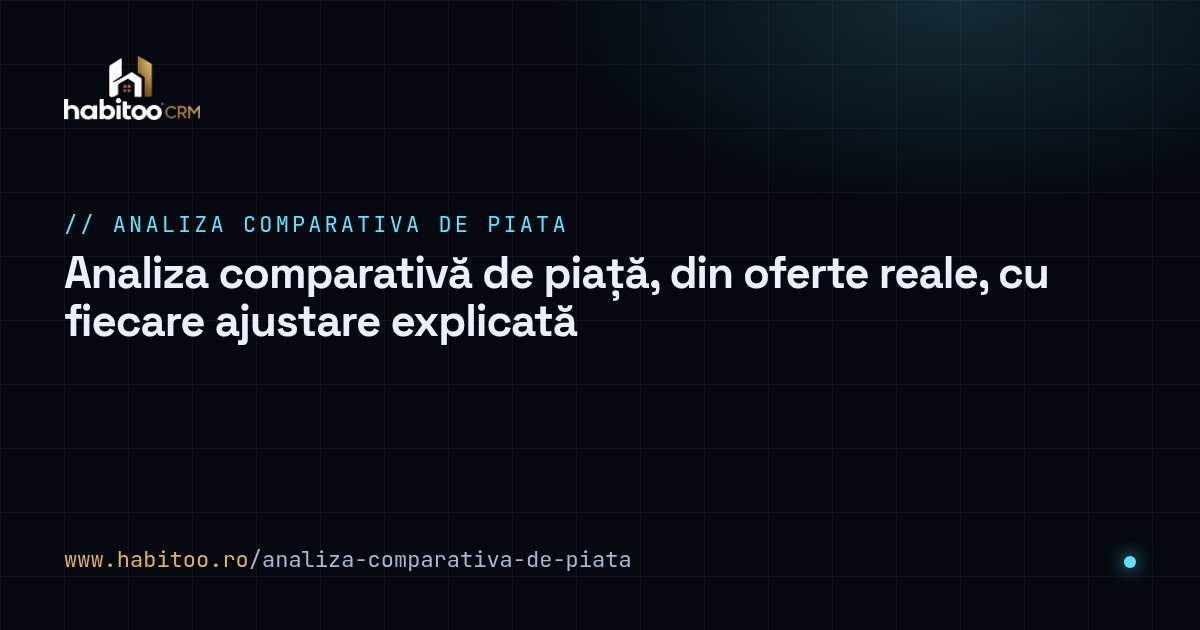 habitoo CRM
// ANALIZA COMPARATIVA DE PIATA
Analiza comparativă de piață, din oferte reale, cu
fiecare ajustare explicată
www.habitoo.ro/analiza-comparativa-de-piata